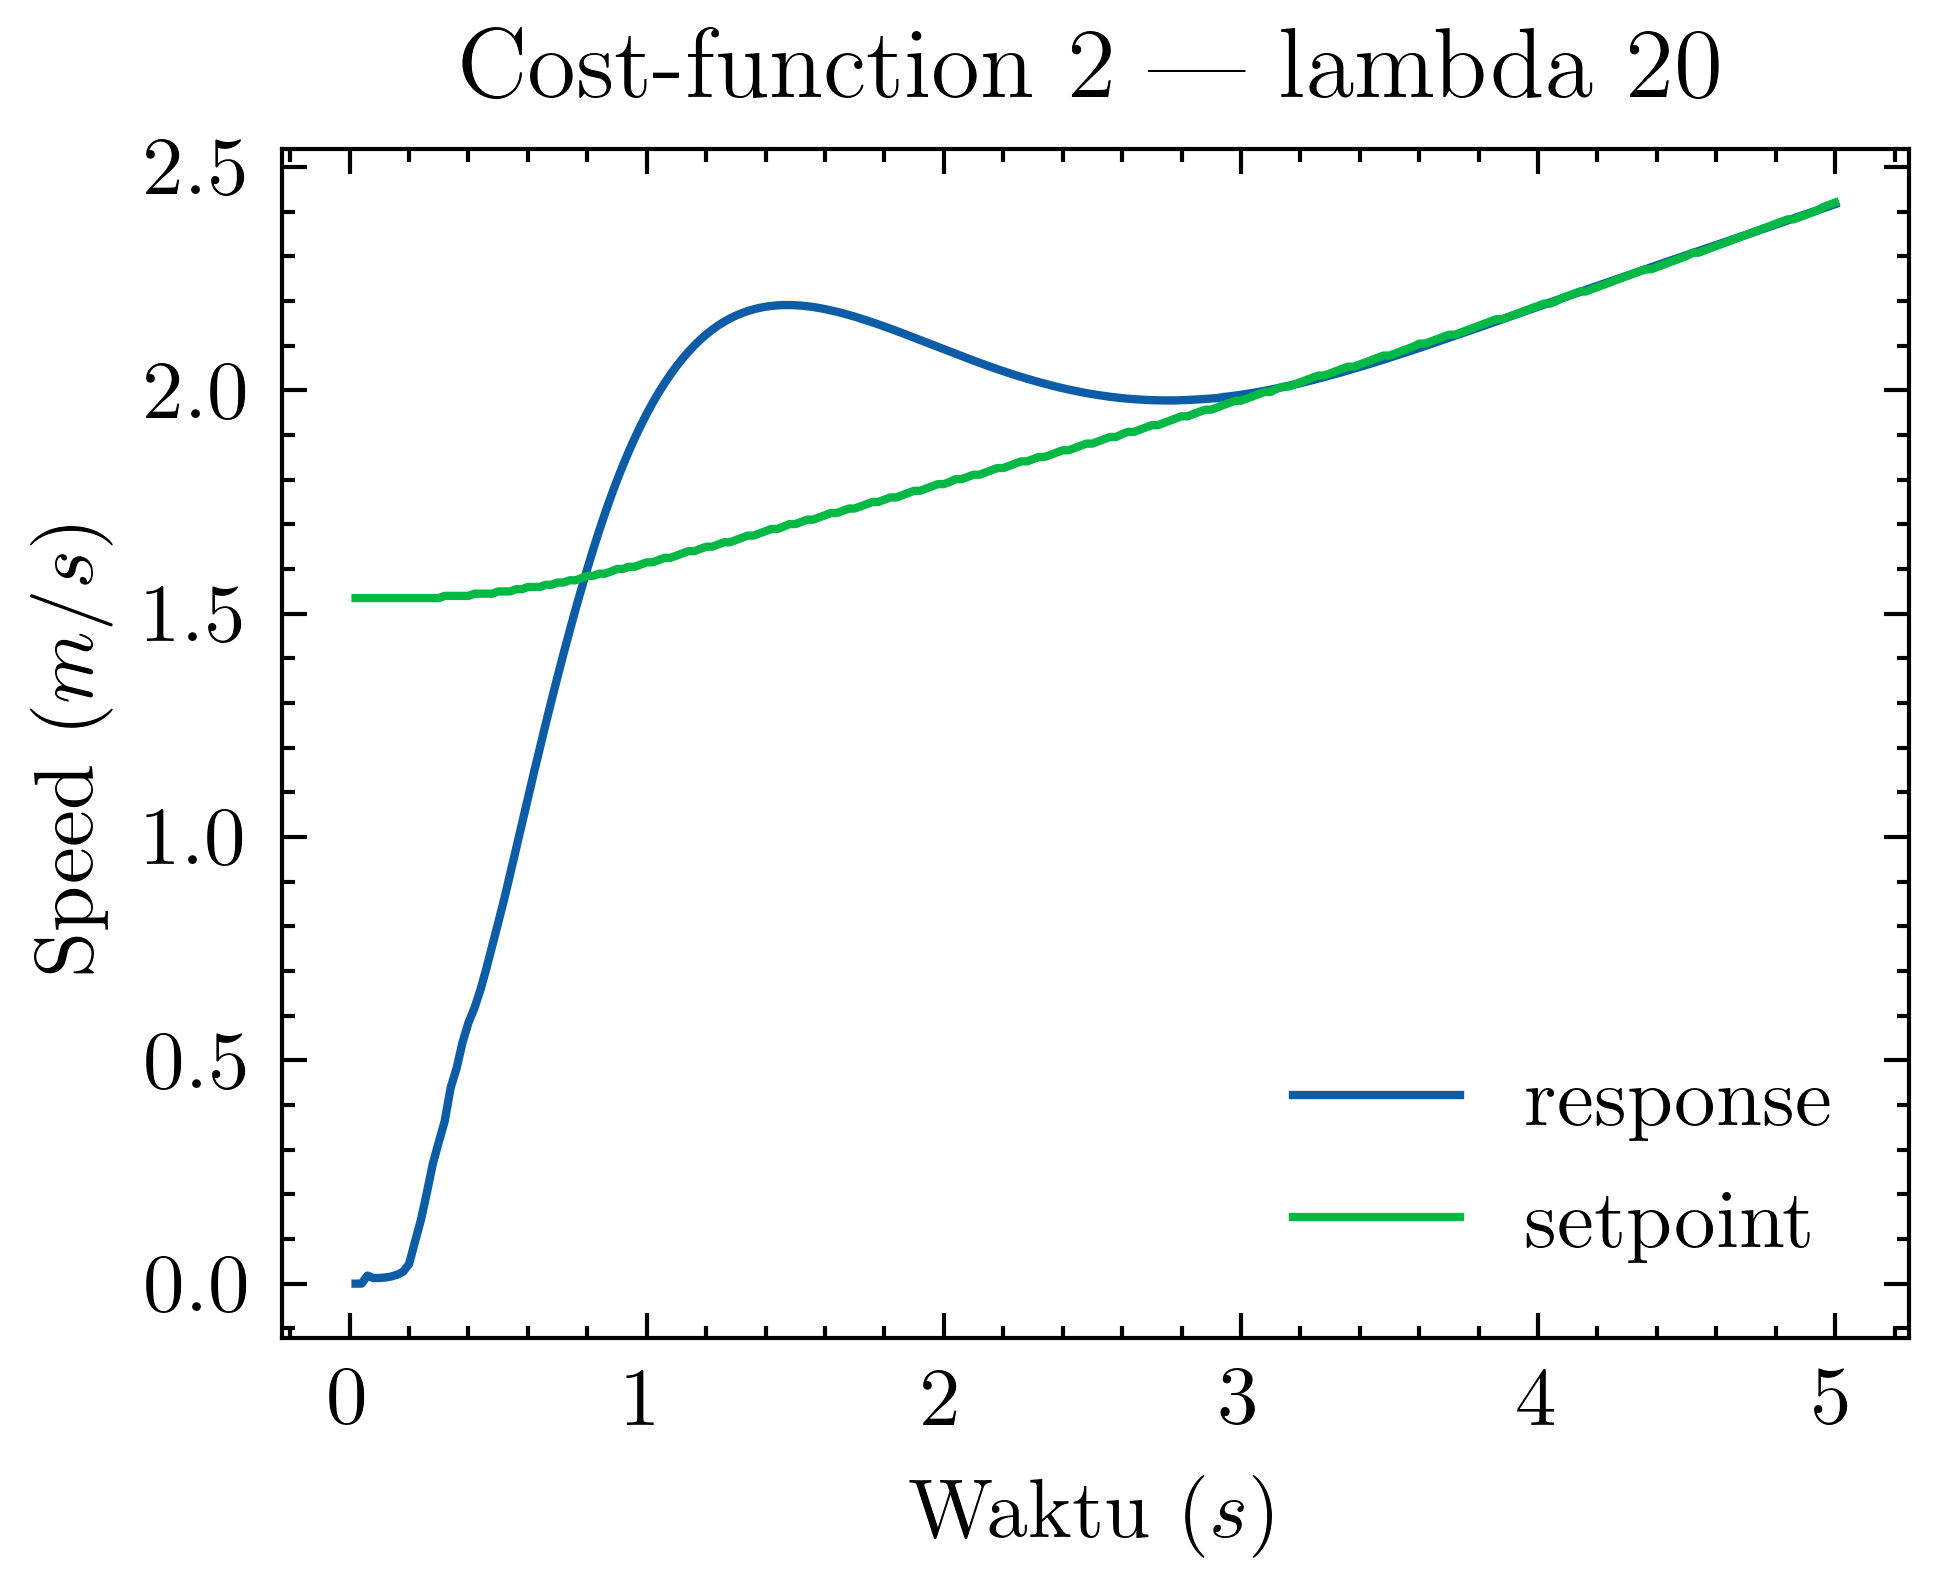 Cost-function 2 — lambda 20
2.5
2.0
1.5
1.0
0.5
0.0
Speed (m/s)
response
setpoint
0 1 2 3 4 5
Waktu (s)